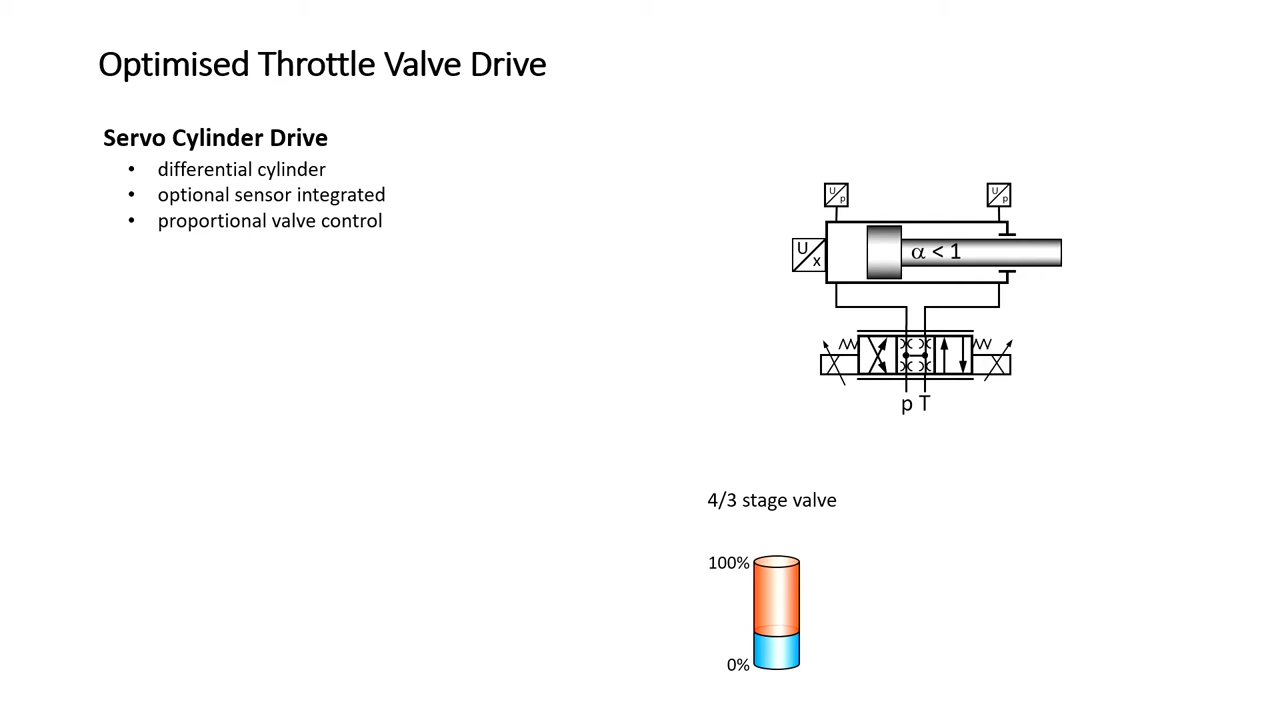 Optimised Throttle Valve Drive
Servo Cylinder Drive
• differential cylinder
• optional sensor integrated
• proportional valve control
U
p
U
p
U
x
α < 1
p T
4/3 stage valve
100%
0%